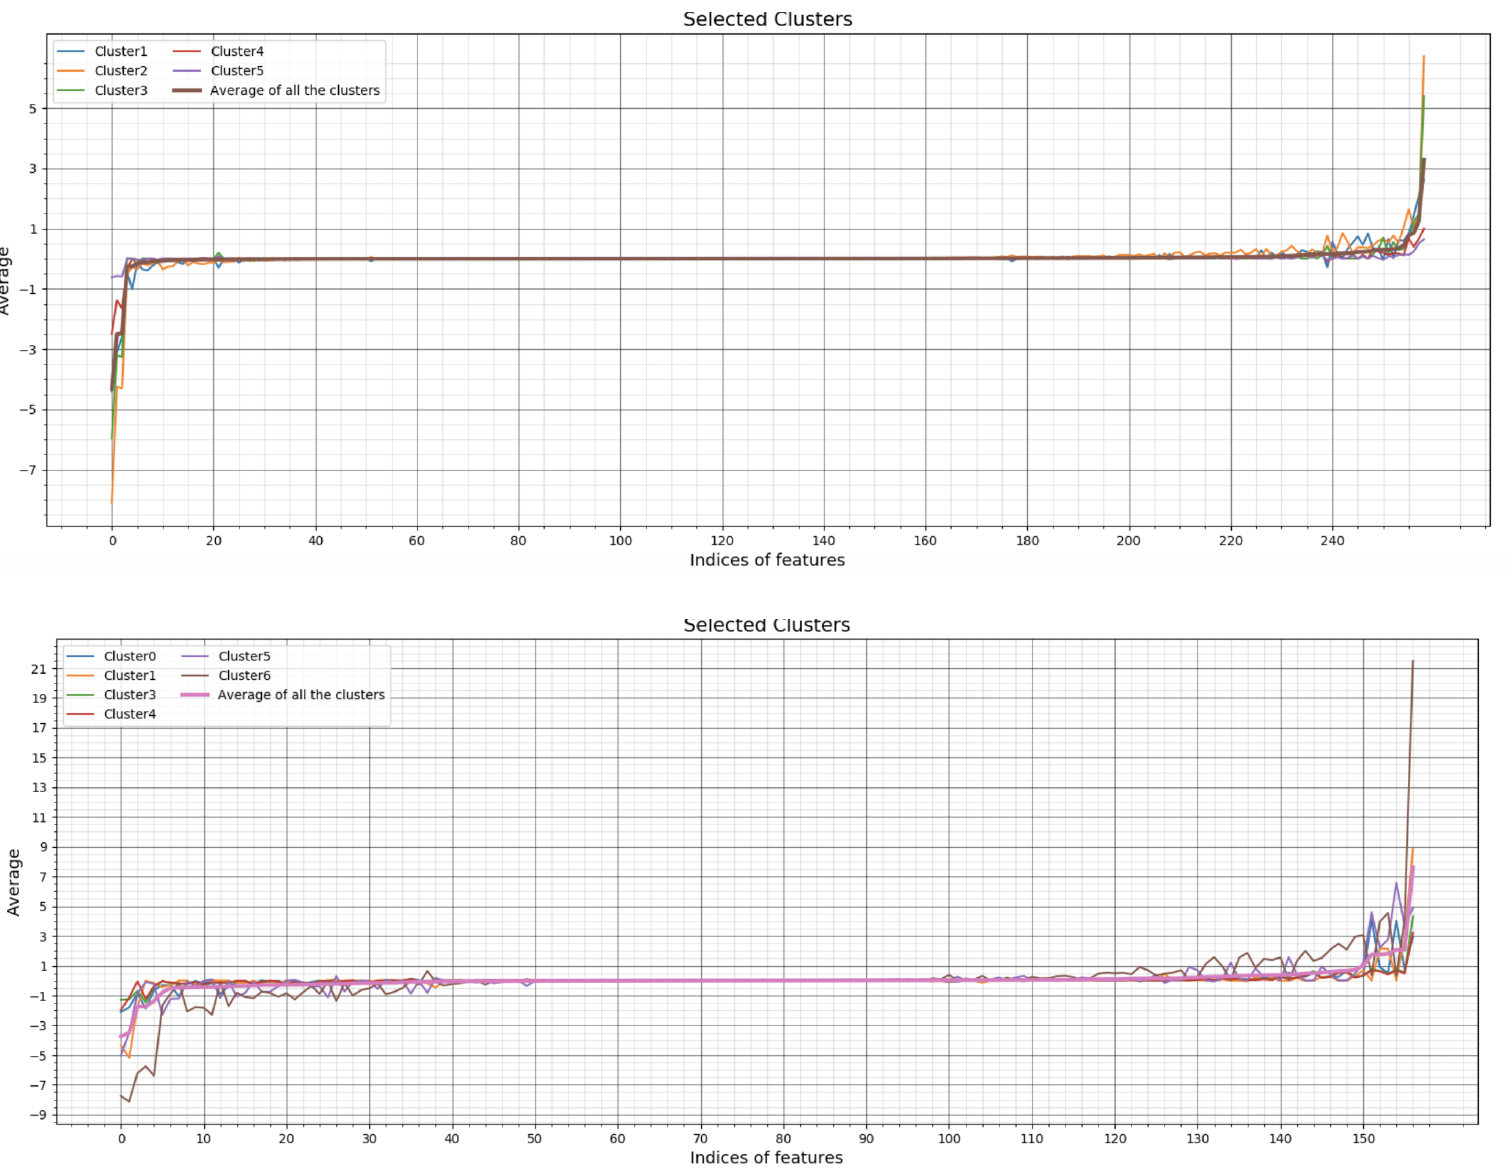 Selected Clusters
Cluster1 Cluster4
Cluster2 Cluster5
Cluster3 Average of all the clusters
5
3
1
−1
−3
−5
−7
Average
0 20 40 60 80 100 120 140 160 180 200 220 240
Indices of features
Selected Clusters
Cluster0 Cluster5
Cluster1 Cluster6
Cluster3 Average of all the clusters
Cluster4
21
19
17
15
13
11
9
7
5
3
1
−1
−3
−5
−7
−9
Average
0 10 20 30 40 50 60 70 80 90 100 110 120 130 140 150
Indices of features